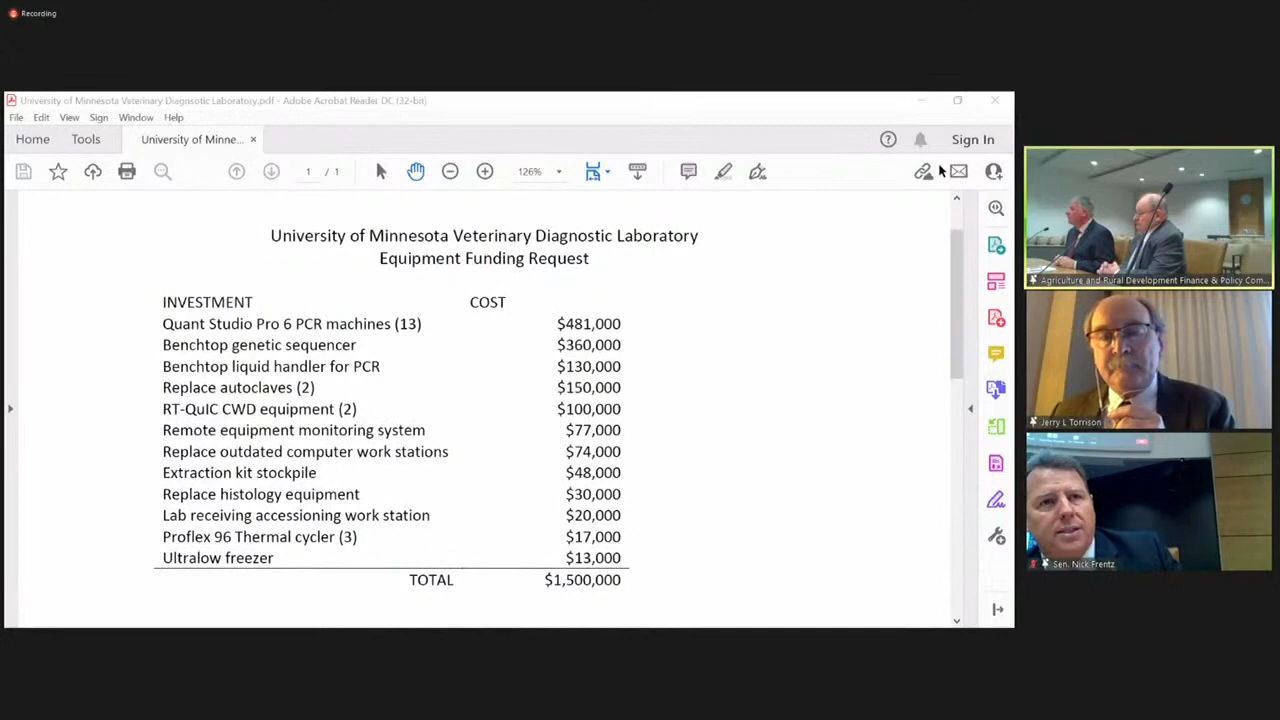 Recording
University of Minnesota Veterinary Diagnsotic Laboratory.pdf - Adobe Acrobat Reader DC (32-bit)
File Edit View Sign Window Help
Home Tools University of Minne... × Sign In
1 / 1 126%
University of Minnesota Veterinary Diagnostic Laboratory
Equipment Funding Request
INVESTMENT COST
Quant Studio Pro 6 PCR machines (13) $481,000
Benchtop genetic sequencer $360,000
Benchtop liquid handler for PCR $130,000
Replace autoclaves (2) $150,000
RT-QuIC CWD equipment (2) $100,000
Remote equipment monitoring system $77,000
Replace outdated computer work stations $74,000
Extraction kit stockpile $48,000
Replace histology equipment $30,000
Lab receiving accessioning work station $20,000
Proflex 96 Thermal cycler (3) $17,000
Ultralow freezer $13,000
TOTAL $1,500,000
Agriculture and Rural Development Finance & Policy Com...
Jerry L Torrison
Sen. Nick Frentz